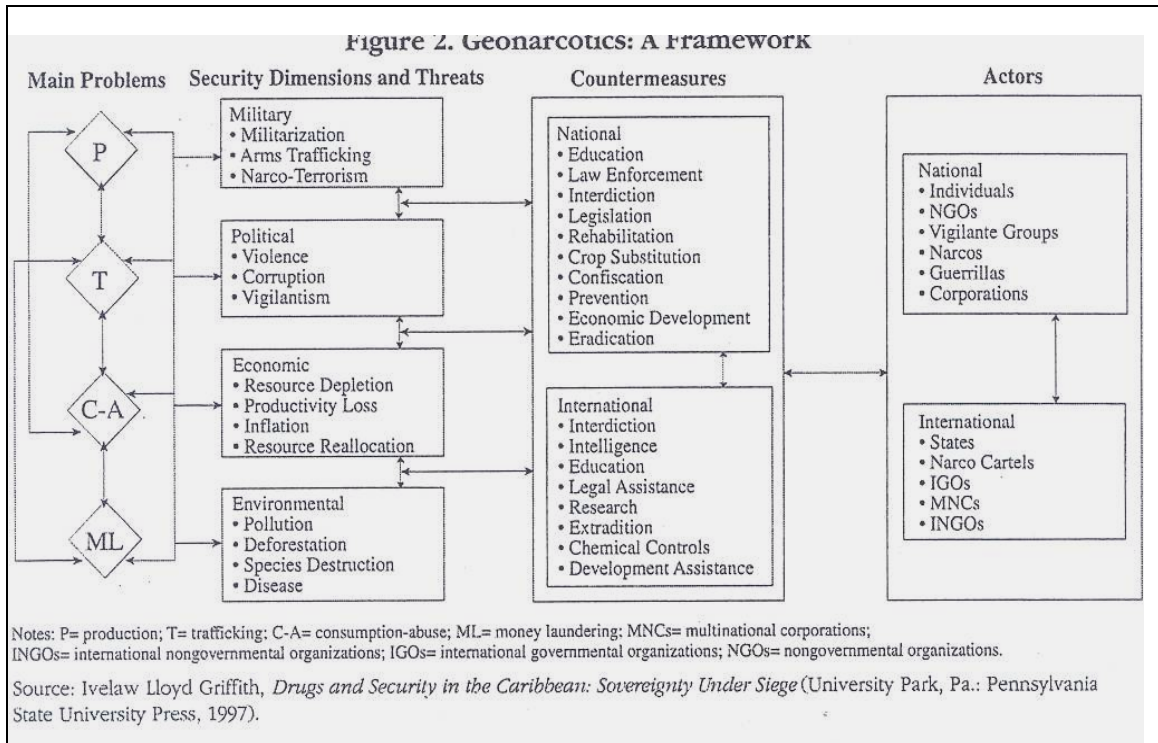 Figure 2. Geonarcotics: A Framework
Main Problems
Security Dimensions and Threats
Countermeasures
Actors
P
T
C-A
ML
Military
• Militarization
• Arms Trafficking
• Narco-Terrorism
Political
• Violence
• Corruption
• Vigilantism
Economic
• Resource Depletion
• Productivity Loss
• Inflation
• Resource Reallocation
Environmental
• Pollution
• Deforestation
• Species Destruction
• Disease
National
• Education
• Law Enforcement
• Interdiction
• Legislation
• Rehabilitation
• Crop Substitution
• Confiscation
• Prevention
• Economic Development
• Eradication
International
• Interdiction
• Intelligence
• Education
• Legal Assistance
• Research
• Extradition
• Chemical Controls
• Development Assistance
National
• Individuals
• NGOs
• Vigilante Groups
• Narcos
• Guerrillas
• Corporations
International
• States
• Narco Cartels
• IGOs
• MNCs
• INGOs
Notes: P= production; T= trafficking; C-A= consumption-abuse; ML= money laundering; MNCs= multinational corporations;
INGOs= international nongovernmental organizations; IGOs= international governmental organizations; NGOs= nongovernmental organizations.
Source: Ivelaw Lloyd Griffith, Drugs and Security in the Caribbean: Sovereignty Under Siege (University Park, Pa.: Pennsylvania
State University Press, 1997).